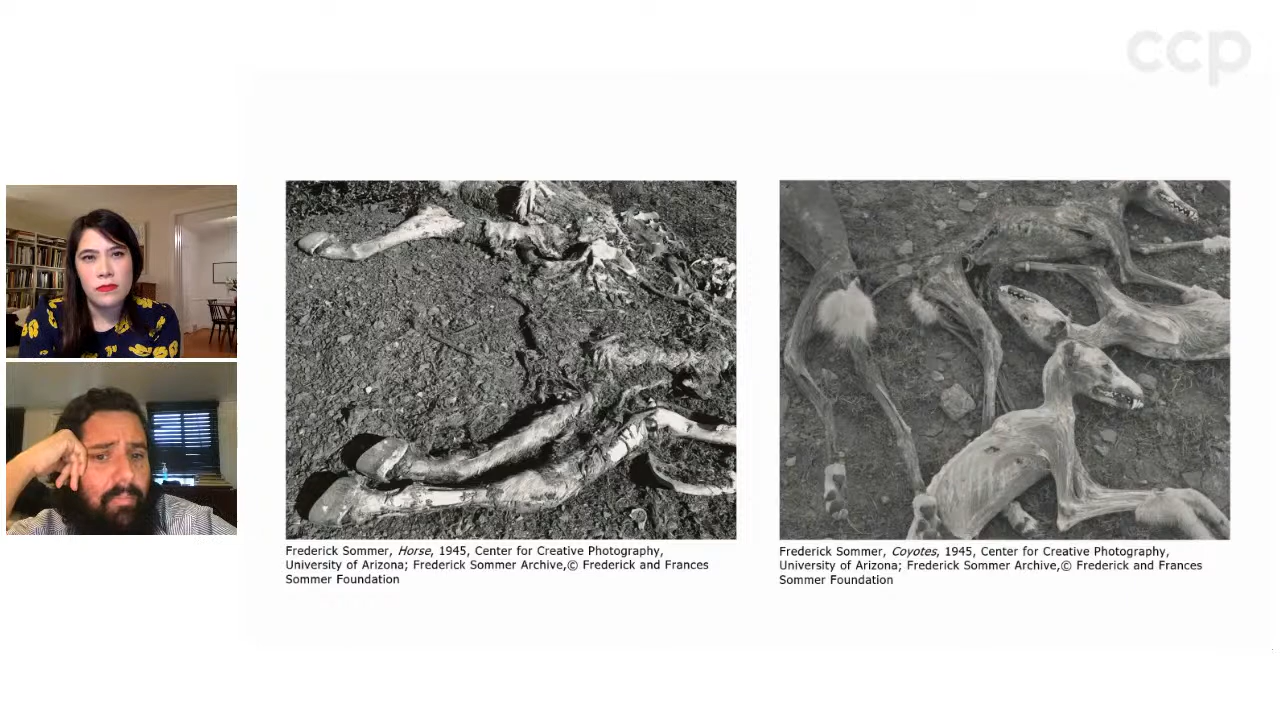 ccp
Frederick Sommer, Horse, 1945, Center for Creative Photography,
University of Arizona; Frederick Sommer Archive,© Frederick and Frances
Sommer Foundation
Frederick Sommer, Coyotes, 1945, Center for Creative Photography,
University of Arizona; Frederick Sommer Archive,© Frederick and Frances
Sommer Foundation